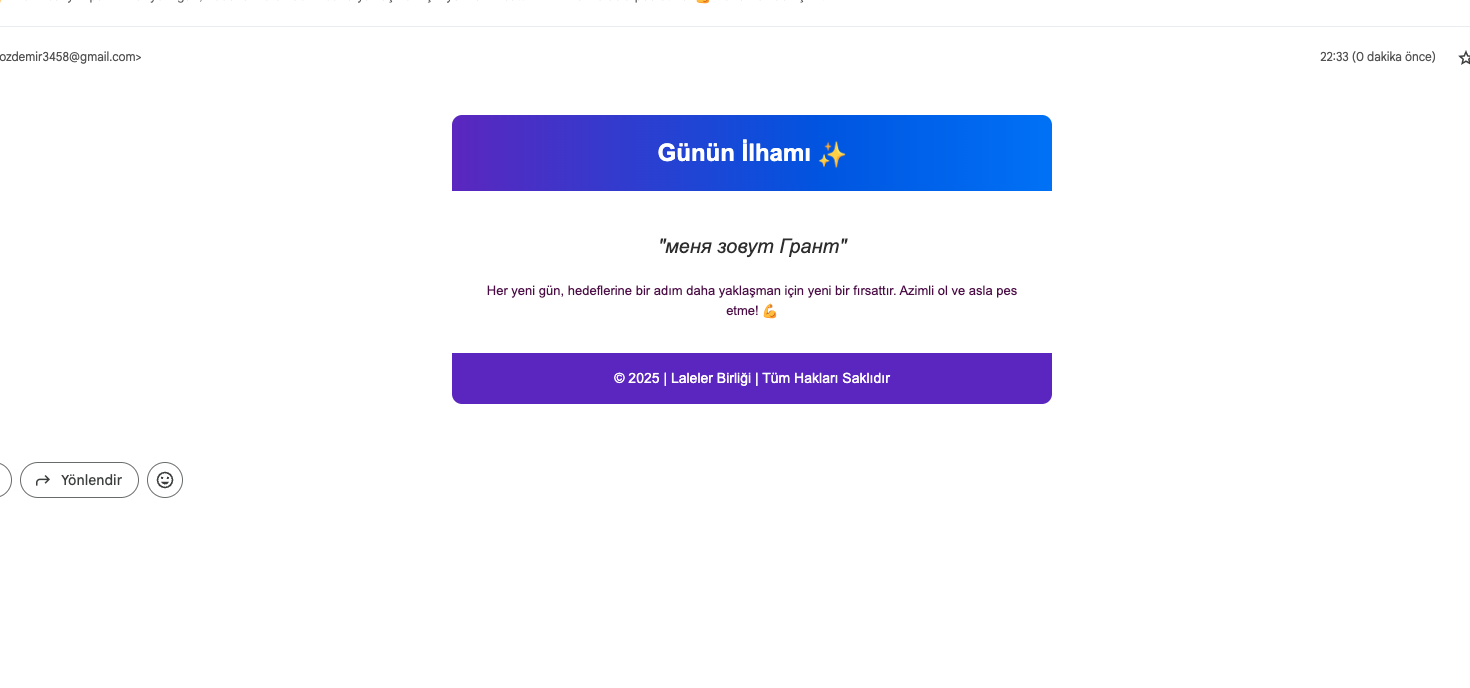 ozdemir3458@gmail.com>
22:33 (0 dakika önce)
Günün İlhamı ✨
"меня зовут Грант"
Her yeni gün, hedeflerine bir adım daha yaklaşman için yeni bir fırsattır. Azimli ol ve asla pes
etme! 💪
© 2025 | Laleler Birliği | Tüm Hakları Saklıdır
Yönlendir